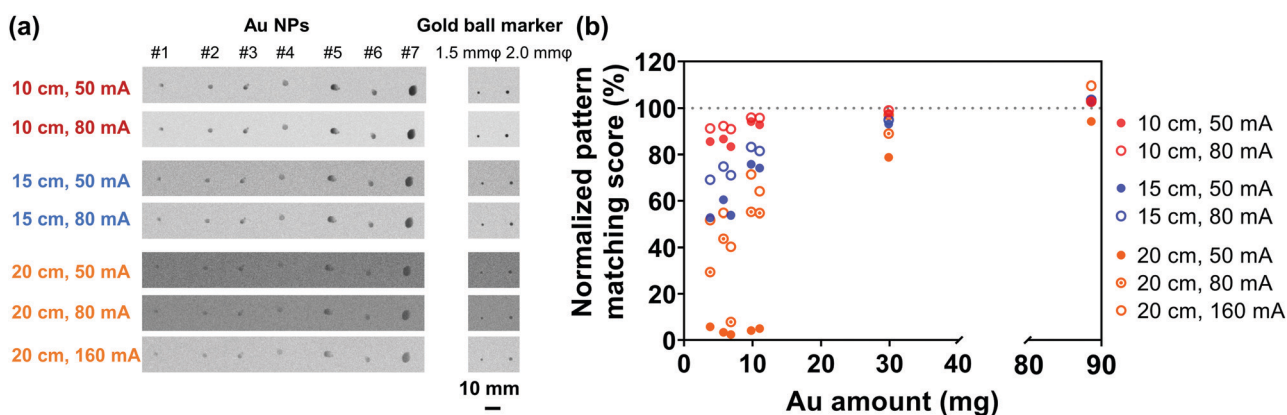 (a)
Au NPs
Gold ball marker
#1 #2 #3 #4 #5 #6 #7
1.5 mmφ 2.0 mmφ
10 cm, 50 mA
10 cm, 80 mA
15 cm, 50 mA
15 cm, 80 mA
20 cm, 50 mA
20 cm, 80 mA
20 cm, 160 mA
10 mm
(b)
Normalized pattern
matching score (%)
120
100
80
60
40
20
0
0 10 20 30 40 80 90
Au amount (mg)
10 cm, 50 mA
10 cm, 80 mA
15 cm, 50 mA
15 cm, 80 mA
20 cm, 50 mA
20 cm, 80 mA
20 cm, 160 mA